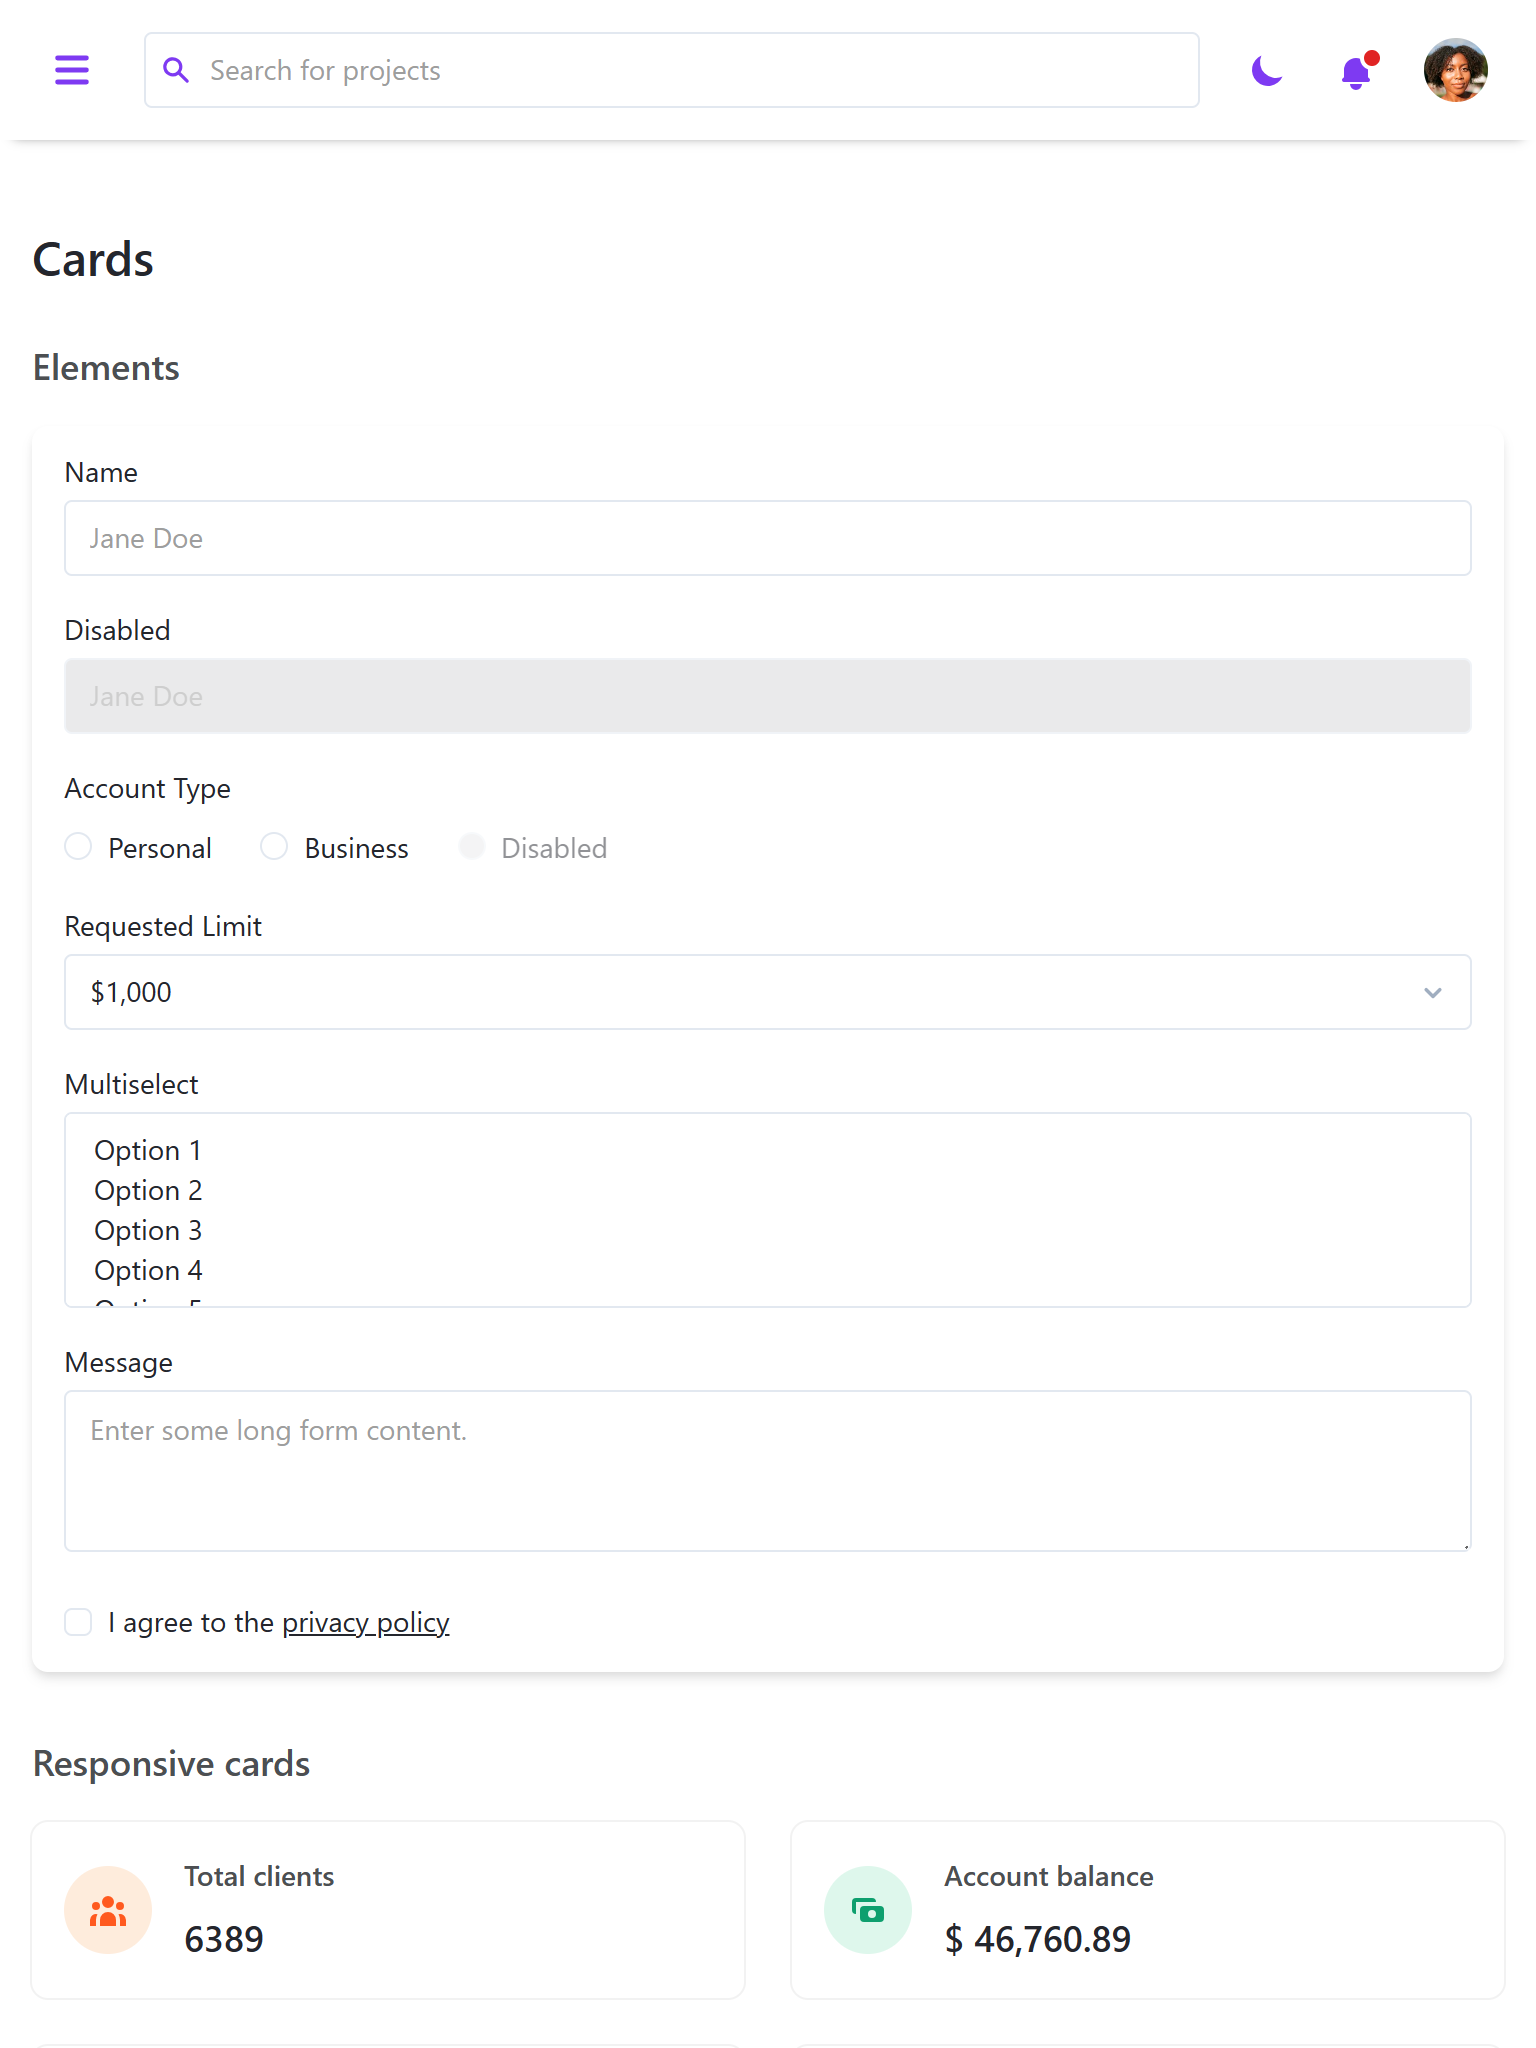 Search for projects
Cards
Elements
Name
Jane Doe
Disabled
Jane Doe
Account Type
Personal Business Disabled
Requested Limit
$1,000
Multiselect
Option 1
Option 2
Option 3
Option 4
Message
Enter some long form content.
I agree to the privacy policy
Responsive cards
Total clients
6389
Account balance
$ 46,760.89